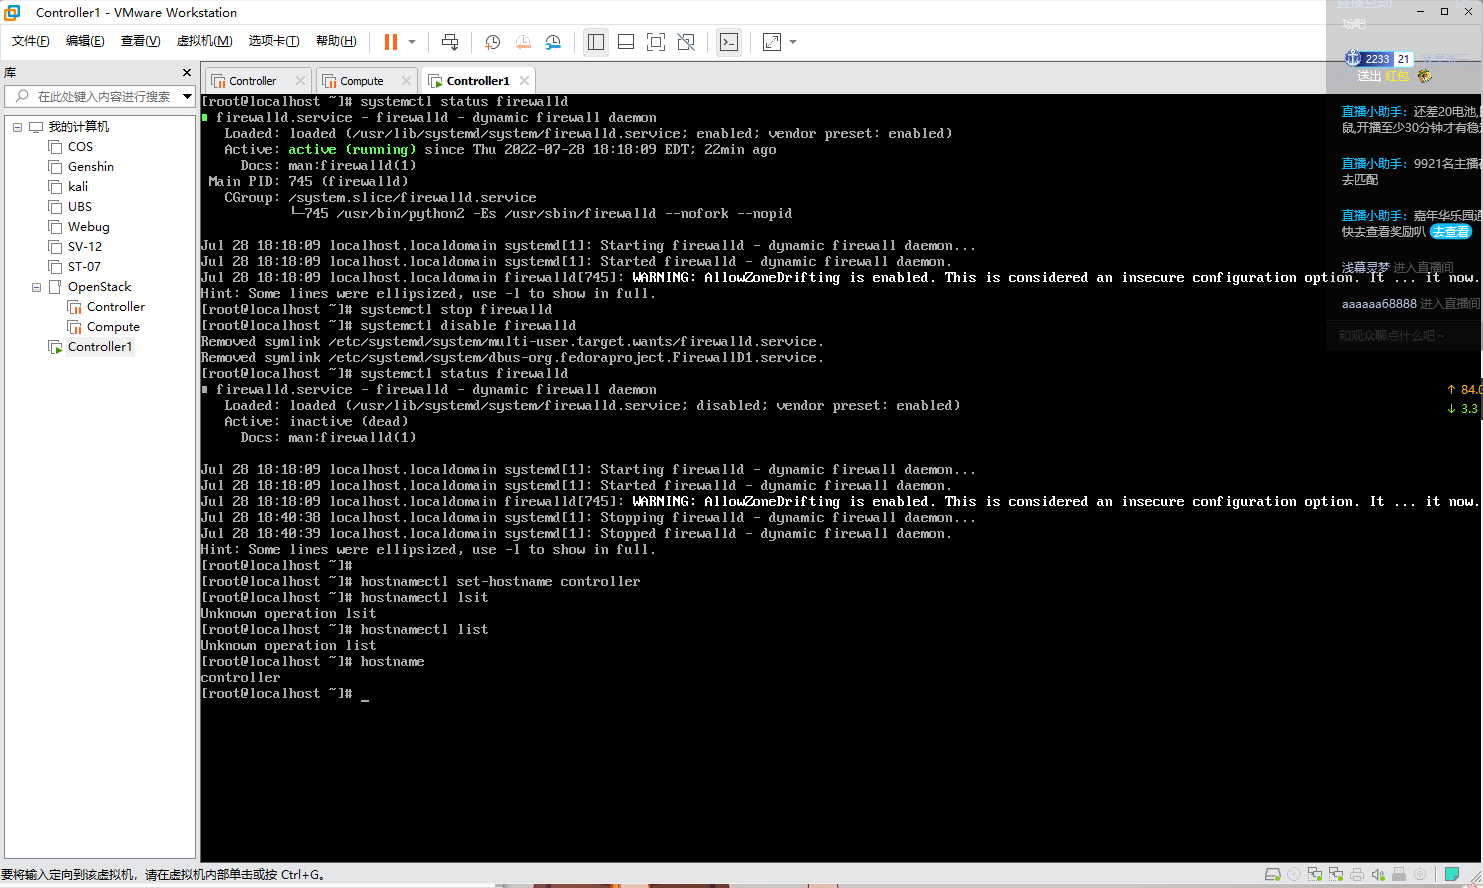 Controller1 - VMware Workstation
文件(F) 编辑(E) 查看(V) 虚拟机(M) 选项卡(T) 帮助(H)
库
在此处键入内容进行搜索
我的计算机
COS
Genshin
kali
UBS
Webug
SV-12
ST-07
OpenStack
Controller
Compute
Controller1
Controller Compute Controller1
[root@localhost ~]# systemctl status firewalld
firewalld.service - firewalld - dynamic firewall daemon
Loaded: loaded (/usr/lib/systemd/system/firewalld.service; enabled; vendor preset: enabled)
Active: active (running) since Thu 2022-07-28 18:18:09 EDT; 22min ago
Docs: man:firewalld(1)
Main PID: 745 (firewalld)
CGroup: /system.slice/firewalld.service
└─745 /usr/bin/python2 -Es /usr/sbin/firewalld --nofork --nopid
Jul 28 18:18:09 localhost.localdomain systemd[1]: Starting firewalld - dynamic firewall daemon...
Jul 28 18:18:09 localhost.localdomain systemd[1]: Started firewalld - dynamic firewall daemon.
Jul 28 18:18:09 localhost.localdomain firewalld[745]: WARNING: AllowZoneDrifting is enabled. This is considered an insecure configuration option. It ... it now.
Hint: Some lines were ellipsized, use -l to show in full.
[root@localhost ~]# systemctl stop firewalld
[root@localhost ~]# systemctl disable firewalld
Removed symlink /etc/systemd/system/multi-user.target.wants/firewalld.service.
Removed symlink /etc/systemd/system/dbus-org.fedoraproject.FirewallD1.service.
[root@localhost ~]# systemctl status firewalld
firewalld.service - firewalld - dynamic firewall daemon
Loaded: loaded (/usr/lib/systemd/system/firewalld.service; disabled; vendor preset: enabled)
Active: inactive (dead)
Docs: man:firewalld(1)
Jul 28 18:18:09 localhost.localdomain systemd[1]: Starting firewalld - dynamic firewall daemon...
Jul 28 18:18:09 localhost.localdomain systemd[1]: Started firewalld - dynamic firewall daemon.
Jul 28 18:18:09 localhost.localdomain firewalld[745]: WARNING: AllowZoneDrifting is enabled. This is considered an insecure configuration option. It ... it now.
Jul 28 18:40:38 localhost.localdomain systemd[1]: Stopping firewalld - dynamic firewall daemon...
Jul 28 18:40:39 localhost.localdomain systemd[1]: Stopped firewalld - dynamic firewall daemon.
Hint: Some lines were ellipsized, use -l to show in full.
[root@localhost ~]#
[root@localhost ~]# hostnamectl set-hostname controller
[root@localhost ~]# hostnamectl lsit
Unknown operation lsit
[root@localhost ~]# hostnamectl list
Unknown operation list
[root@localhost ~]# hostname
controller
[root@localhost ~]# _
直播互动
场吧
2233 21
送出 红包
直播小助手：还差20电池,
鼠,开播至少30分钟才有稳
直播小助手：9921名主播
去匹配
直播小助手：嘉年华乐园
快去查看奖励叭 去查看
浅幕灵梦 进入直播间
aaaaaa68888 进入直播间
和观众聊点什么吧~
↑ 84.
↓ 3.3
要将输入定向到该虚拟机，请在虚拟机内部单击或按 Ctrl+G。